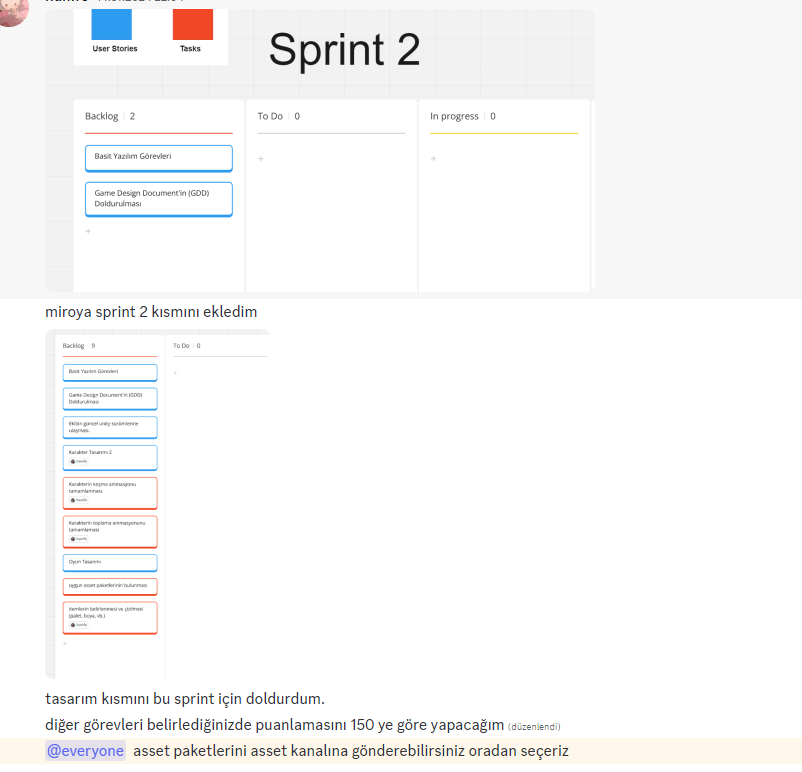 User Stories
Tasks
Sprint 2
Backlog 2
To Do 0
In progress 0
Basit Yazılım Görevleri
Game Design Document'in (GDD)
Doldurulması
miroya sprint 2 kısmını ekledim
Backlog 9
To Do 0
Basit Yazılım Görevleri
Game Design Document'in (GDD)
Doldurulması
Ekibin güncel unity sürümlerine
ulaşması.
Karakter Tasarımı 2
Karakterin koşma animasyonu
tamamlanması
Karakterin toplama animasyonunu
tamamlaması
Oyun Tasarımı
uygun asset paketlerinin bulunması
itemlerin belirlenmesi ve çizilmesi
(palet, boya, vb.)
tasarım kısmını bu sprint için doldurdum.
diğer görevleri belirlediğinizde puanlamasını 150 ye göre yapacağım (düzenlendi)
@everyone asset paketlerini asset kanalına gönderebilirsiniz oradan seçeriz